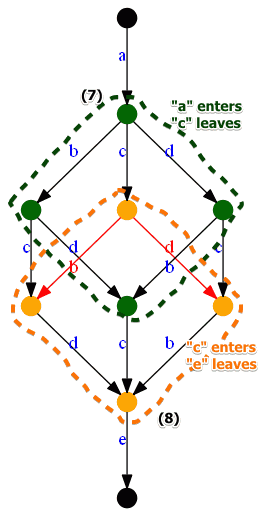 a
(7)
"a" enters
"c" leaves
b
c
d
c
d
b
c
b
d
d
c
b
"c" enters
"e" leaves
(8)
e